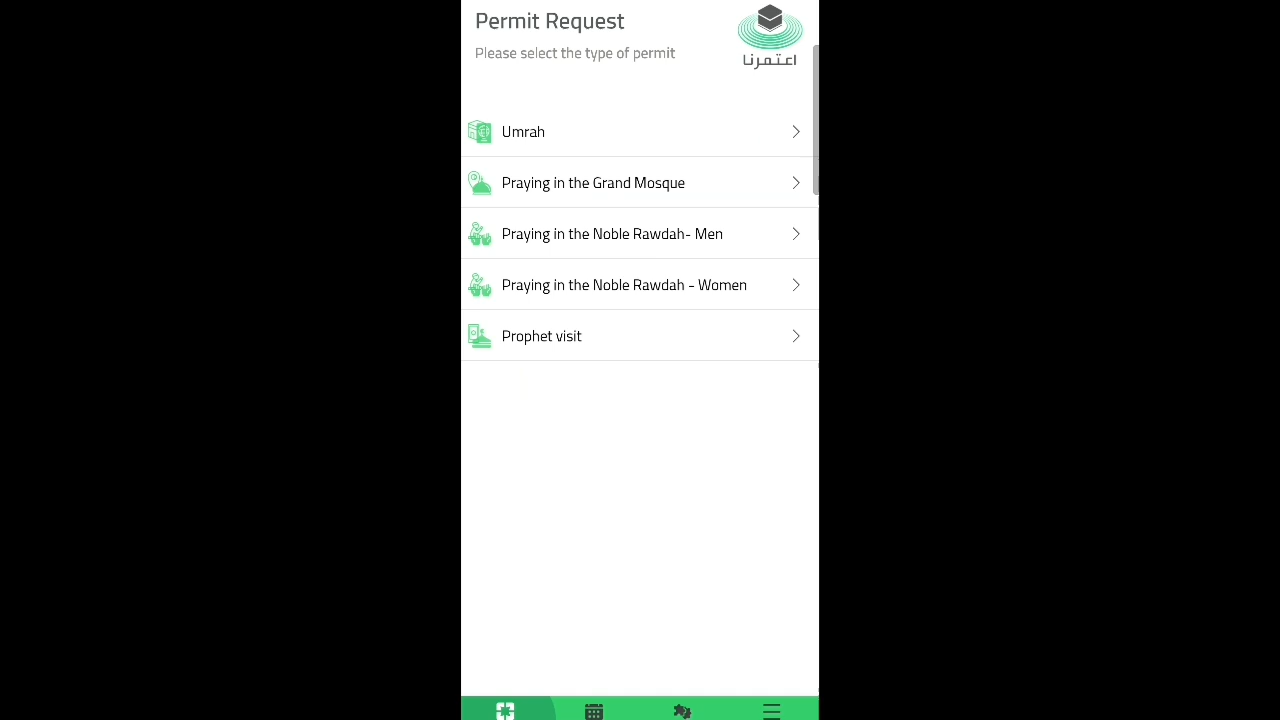 Permit Request
Please select the type of permit
اعتمرنا
Umrah
Praying in the Grand Mosque
Praying in the Noble Rawdah- Men
Praying in the Noble Rawdah - Women
Prophet visit